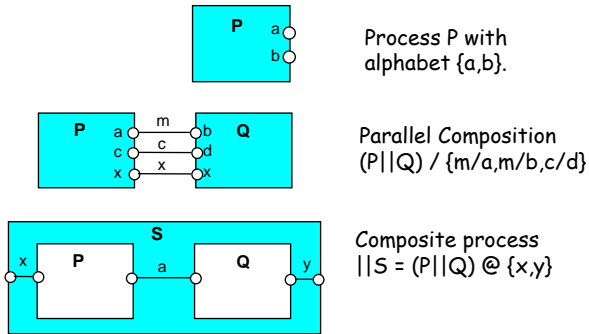 P
a
b
Process P with
alphabet {a,b}.
P
a
m
b
Q
c
c
d
x
x
x
Parallel Composition
(P||Q) / {m/a,m/b,c/d}
S
x
P
a
Q
y
Composite process
||S = (P||Q) @ {x,y}